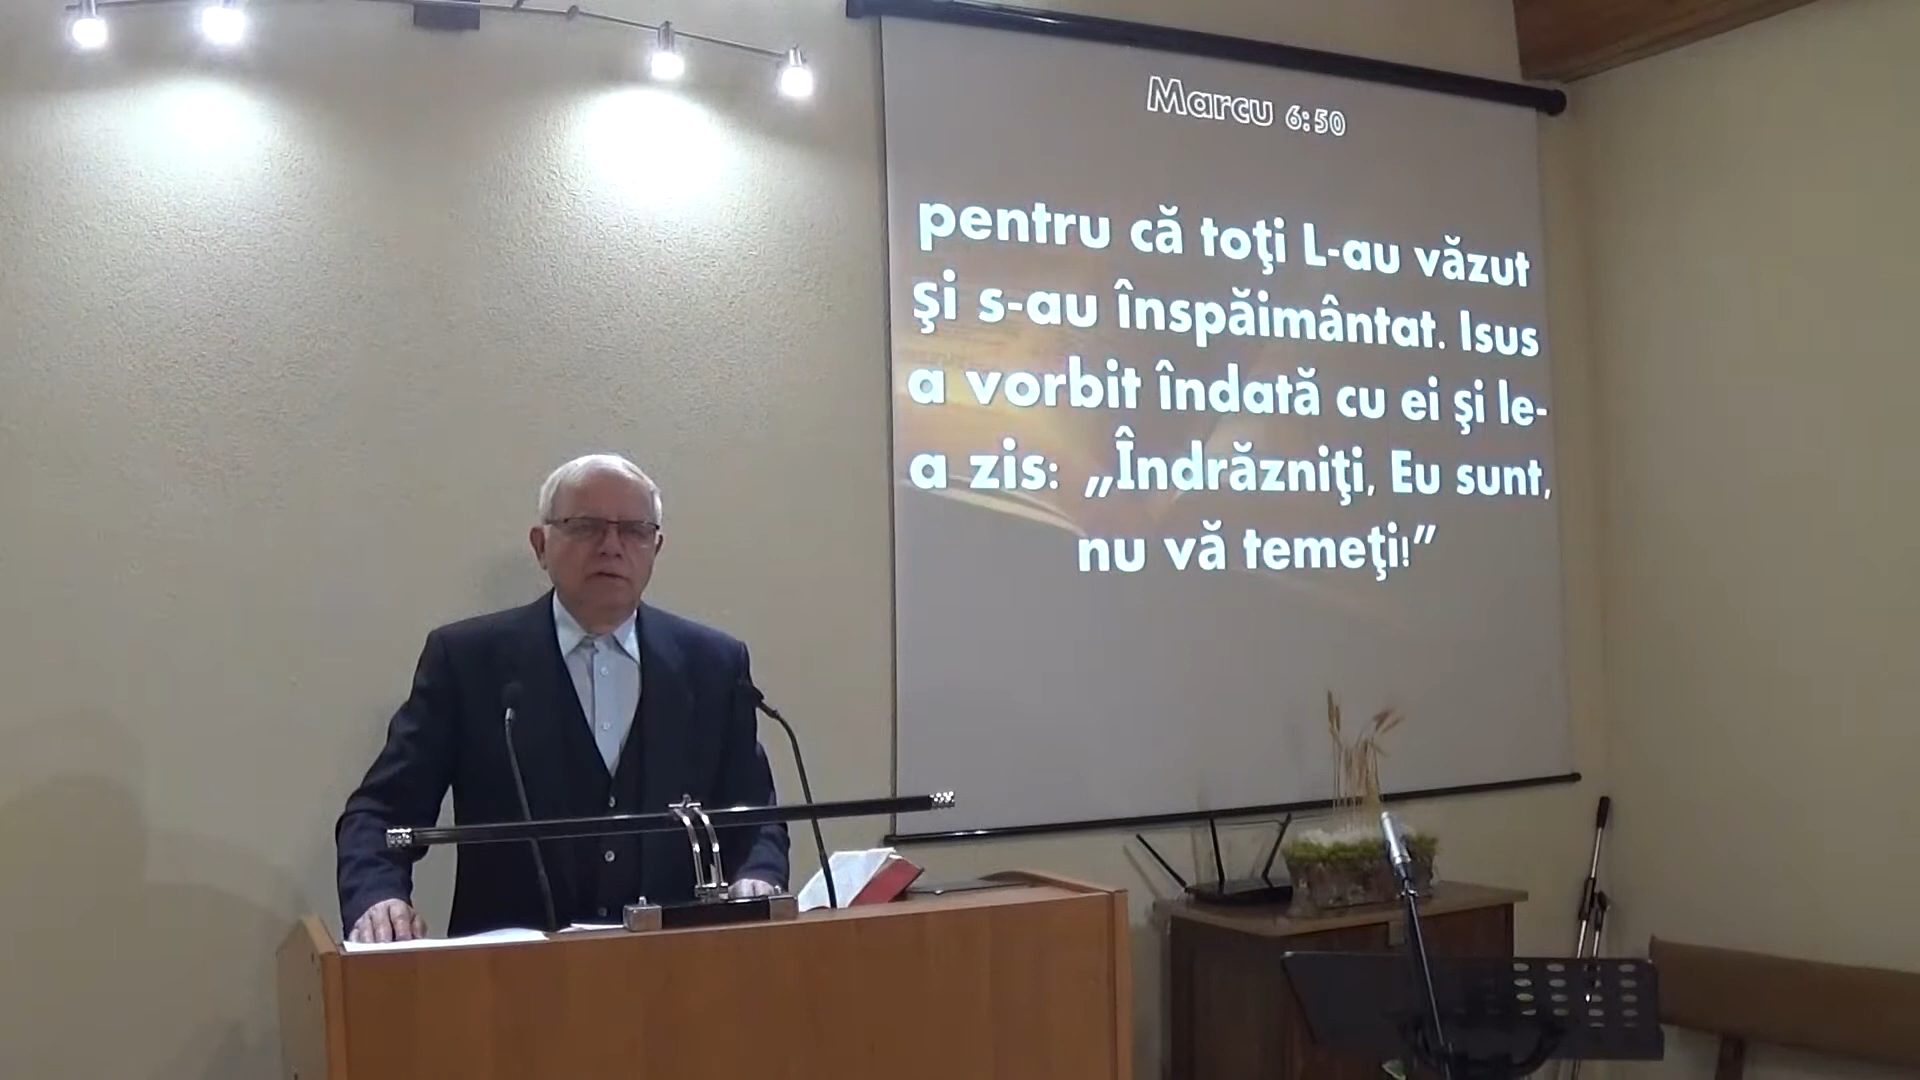 Marcu 6:50
pentru că toţi L-au văzut
şi s-au înspăimântat. Isus
a vorbit îndată cu ei şi le-
a zis: „Îndrăzniţi, Eu sunt,
nu vă temeţi!”